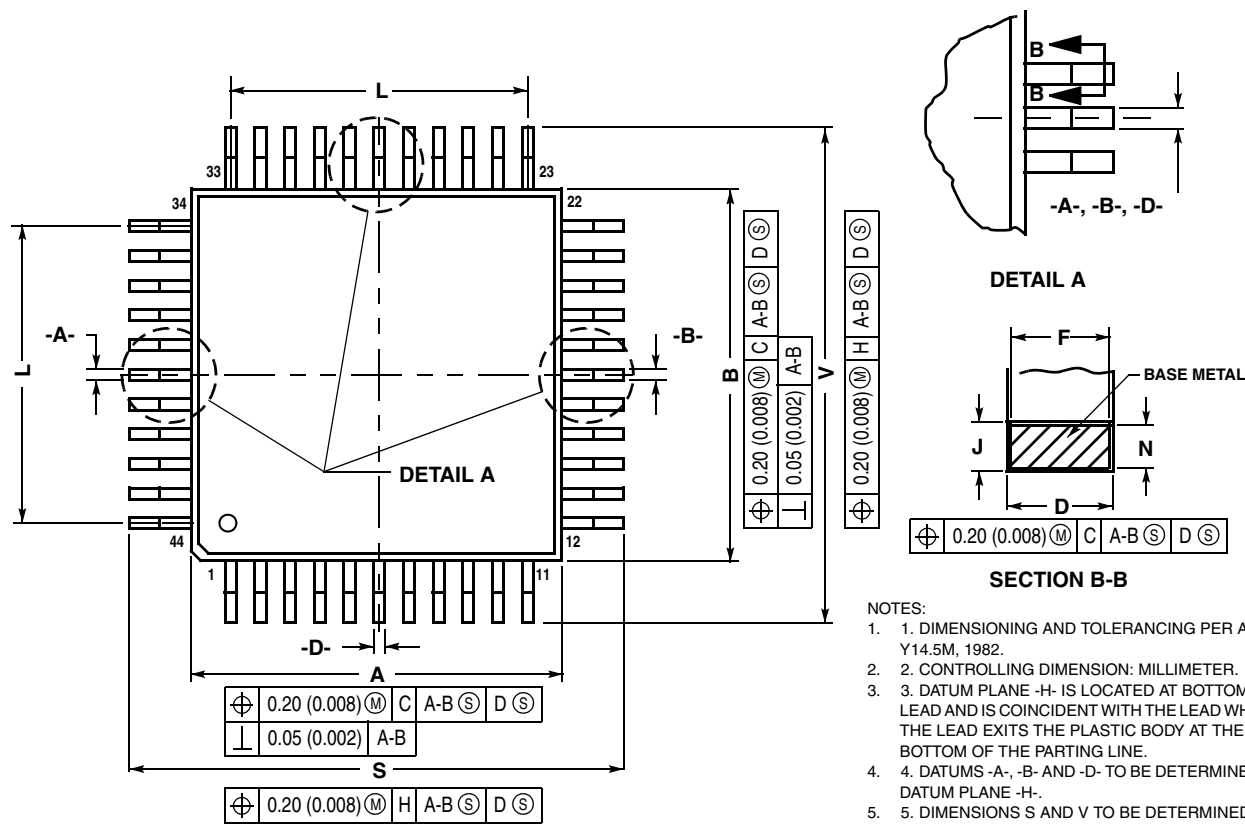 L
33
23
34
22
-A-
-B-
L
B
V
DETAIL A
44
12
1
11
-D-
A
⌖ 0.20 (0.008) Ⓜ C A-B Ⓢ D Ⓢ
⊥ 0.05 (0.002) A-B
S
⌖ 0.20 (0.008) Ⓜ H A-B Ⓢ D Ⓢ
⌖ 0.20 (0.008) Ⓜ C A-B Ⓢ D Ⓢ
⊥ 0.05 (0.002) A-B
⌖ 0.20 (0.008) Ⓜ H A-B Ⓢ D Ⓢ
B
B
-A-, -B-, -D-
DETAIL A
F
BASE METAL
J
N
D
⌖ 0.20 (0.008) Ⓜ C A-B Ⓢ D Ⓢ
SECTION B-B
NOTES:
1. 1. DIMENSIONING AND TOLERANCING PER A
Y14.5M, 1982.
2. 2. CONTROLLING DIMENSION: MILLIMETER.
3. 3. DATUM PLANE -H- IS LOCATED AT BOTTOM
LEAD AND IS COINCIDENT WITH THE LEAD WH
THE LEAD EXITS THE PLASTIC BODY AT THE
BOTTOM OF THE PARTING LINE.
4. 4. DATUMS -A-, -B- AND -D- TO BE DETERMINE
DATUM PLANE -H-.
5. 5. DIMENSIONS S AND V TO BE DETERMINED